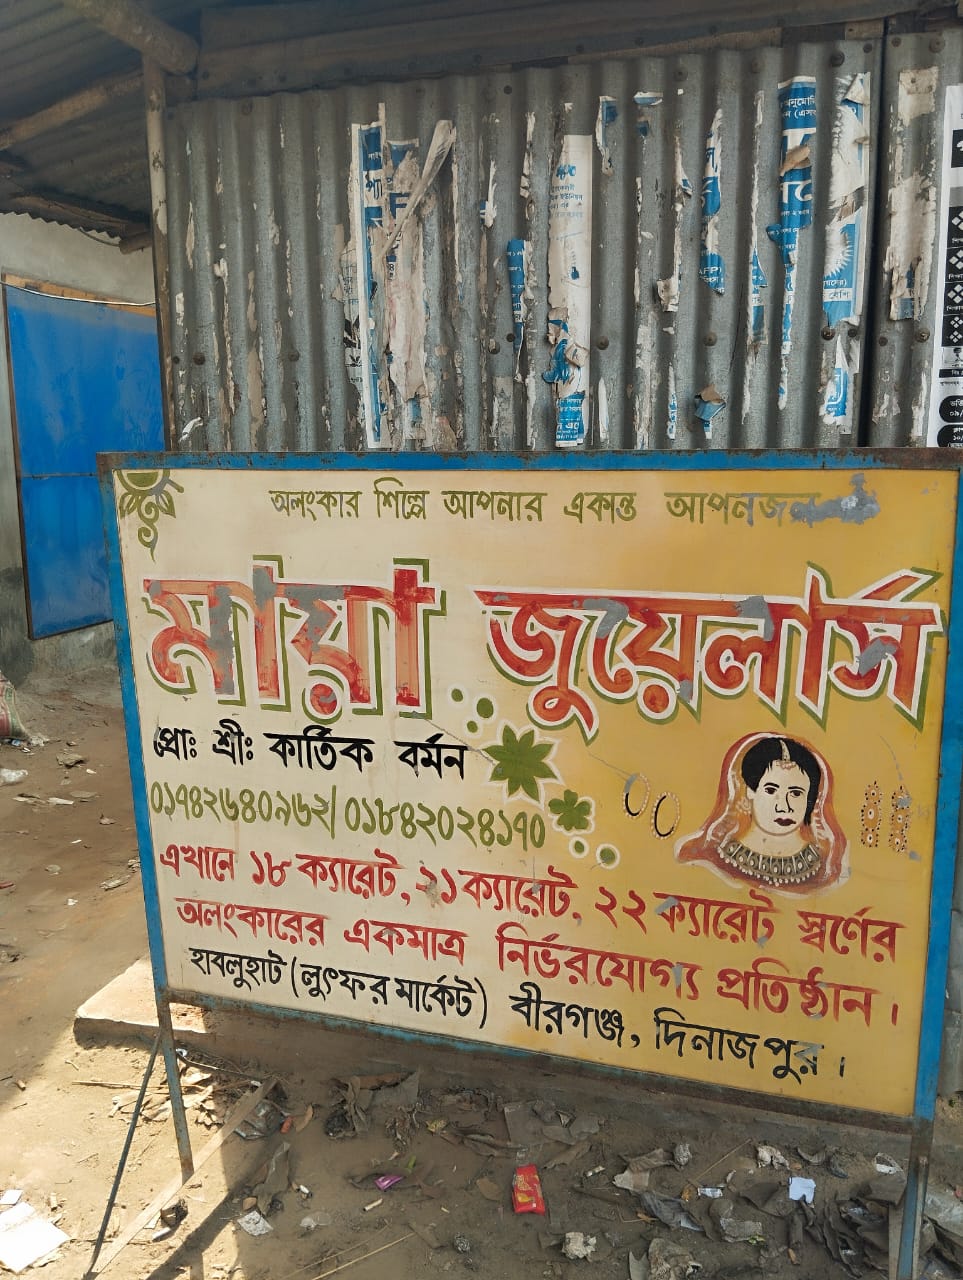 অলংকার শিল্পে আপনার একান্ত আপনজন
মায়া জুয়েলার্স
প্রোঃ শ্রীঃ কার্তিক বর্মন
০১৭৪২৬৪০৯৬২/ ০১৮৪২০২৪১৭০
এখানে ১৮ ক্যারেট, ২১ ক্যারেট, ২২ ক্যারেট স্বর্ণের
অলংকারের একমাত্র নির্ভরযোগ্য প্রতিষ্ঠান।
হাবলুহাট (লুৎফর মার্কেট) বীরগঞ্জ, দিনাজপুর।